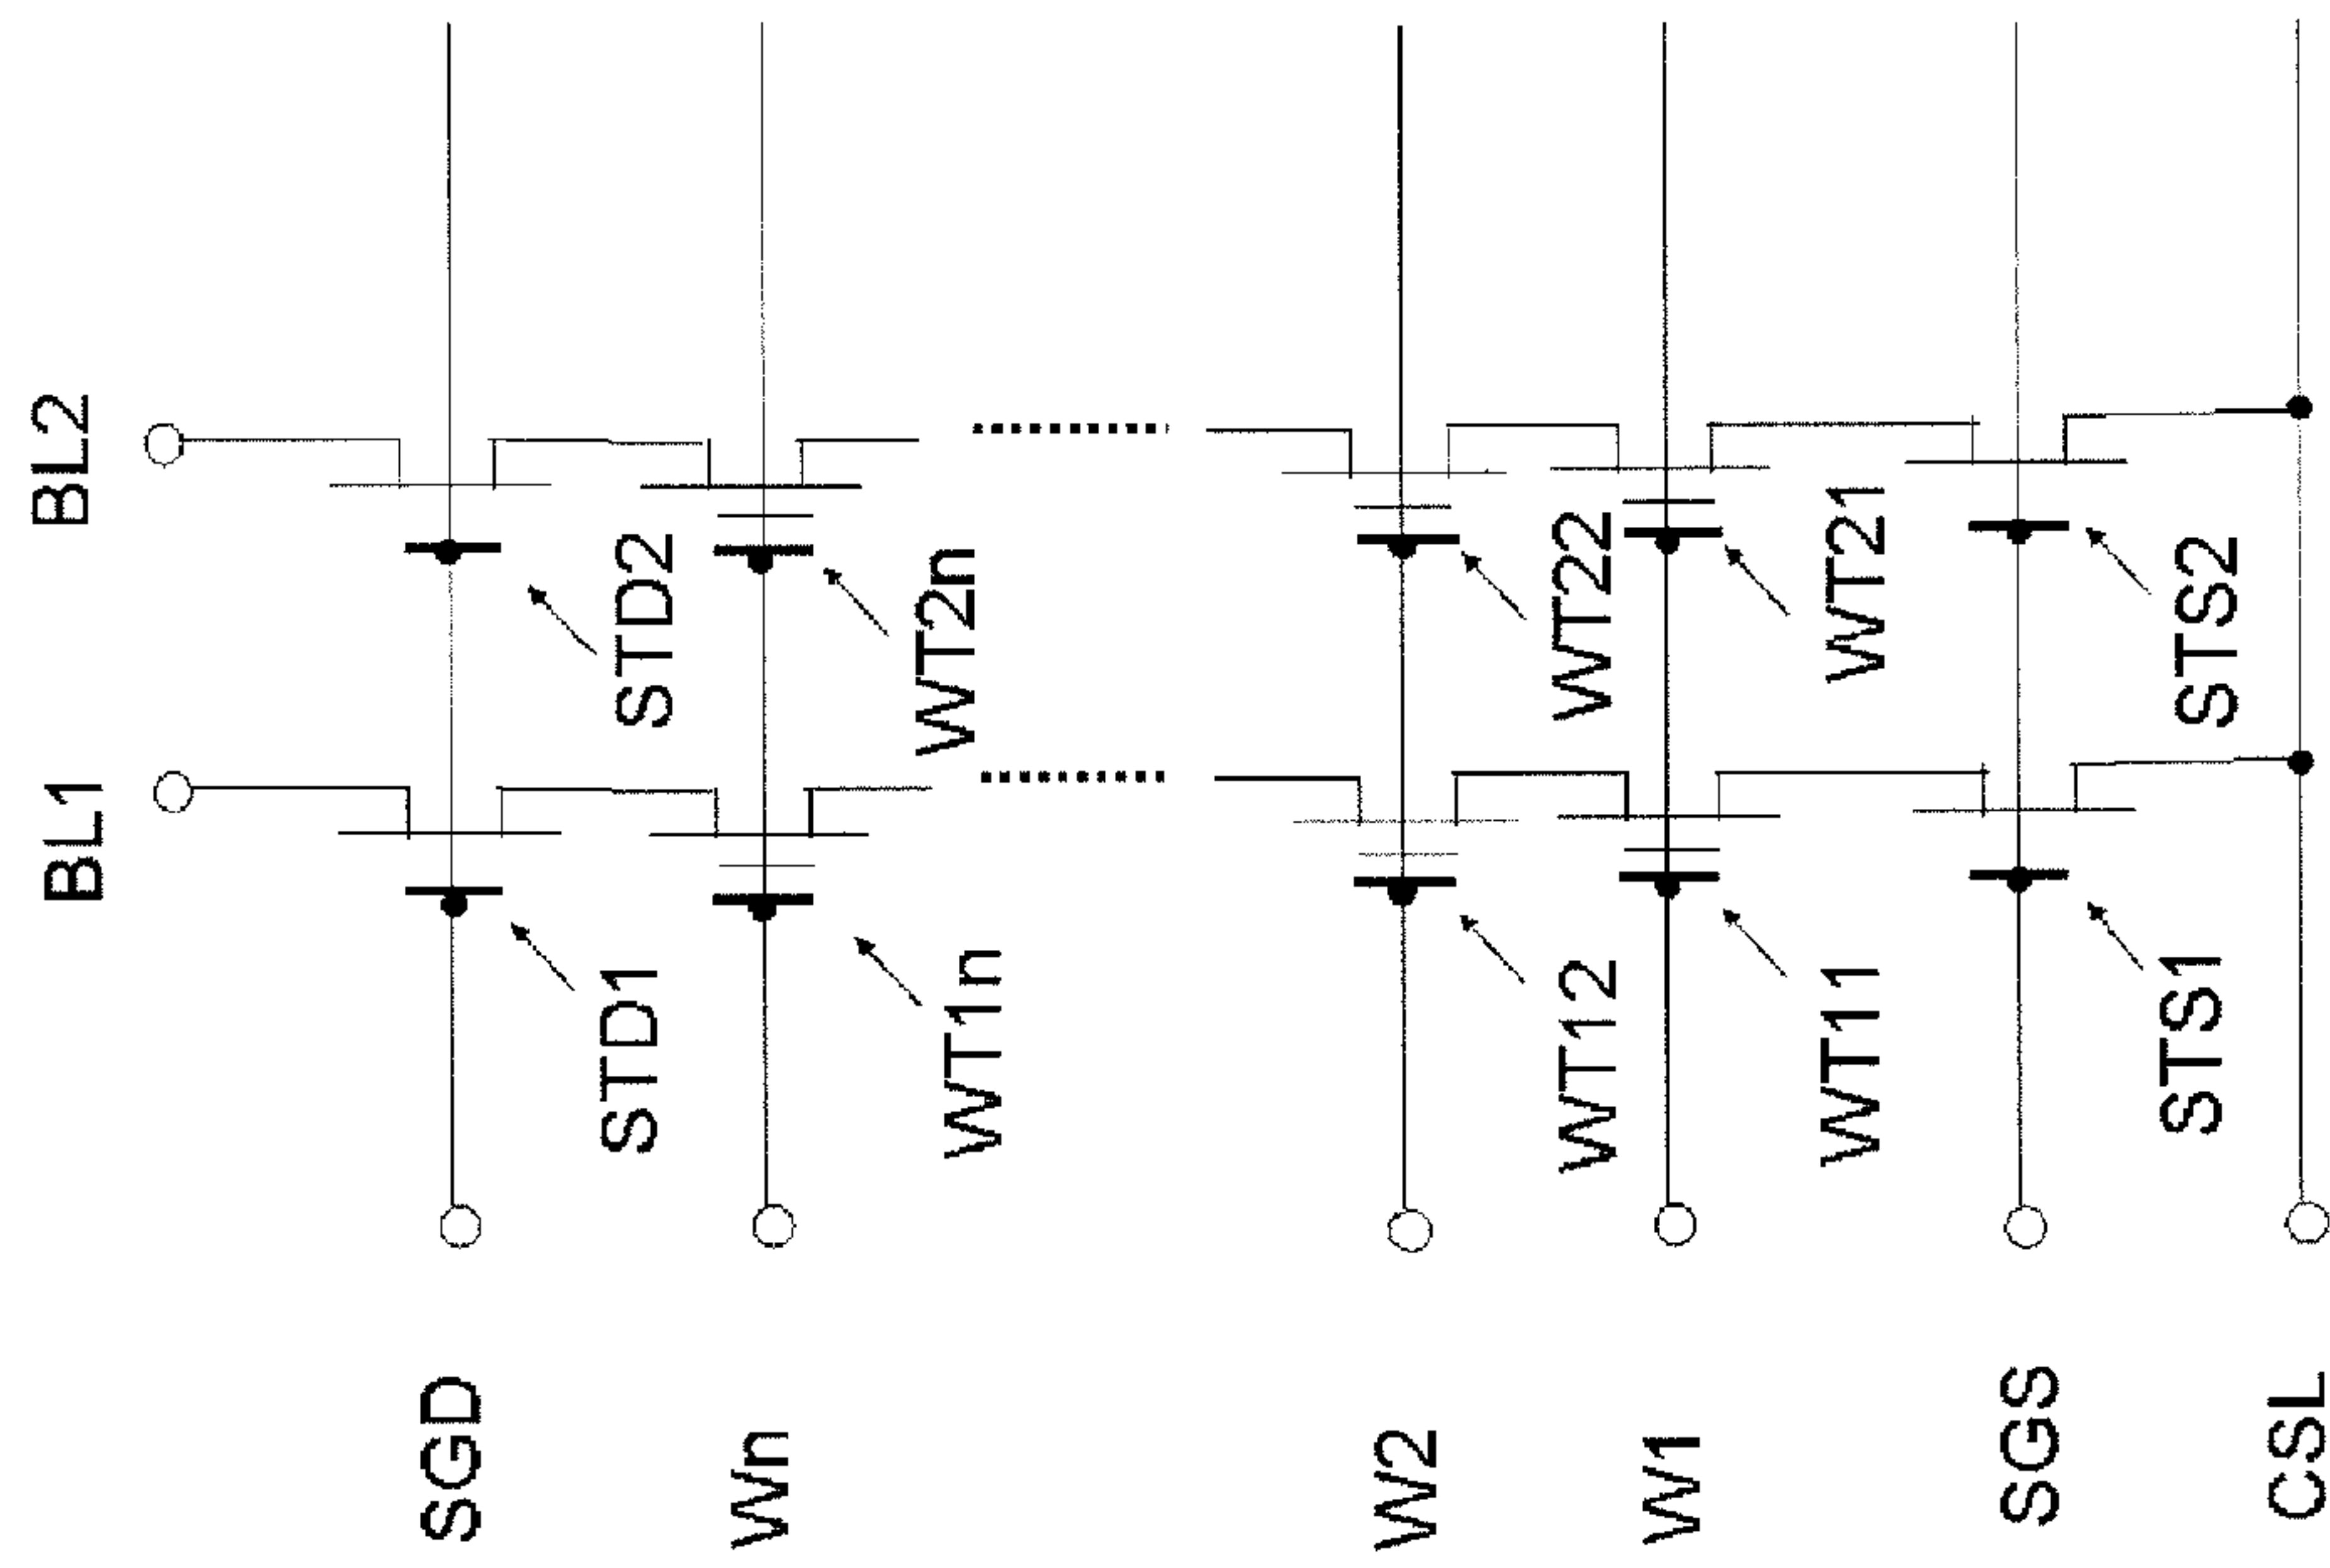 BL1
BL2
SGD
STD1
STD2
Wn
WT1n
WT2n
W2
WT12
WT22
W1
WT11
WT21
SGS
STS1
STS2
CSL